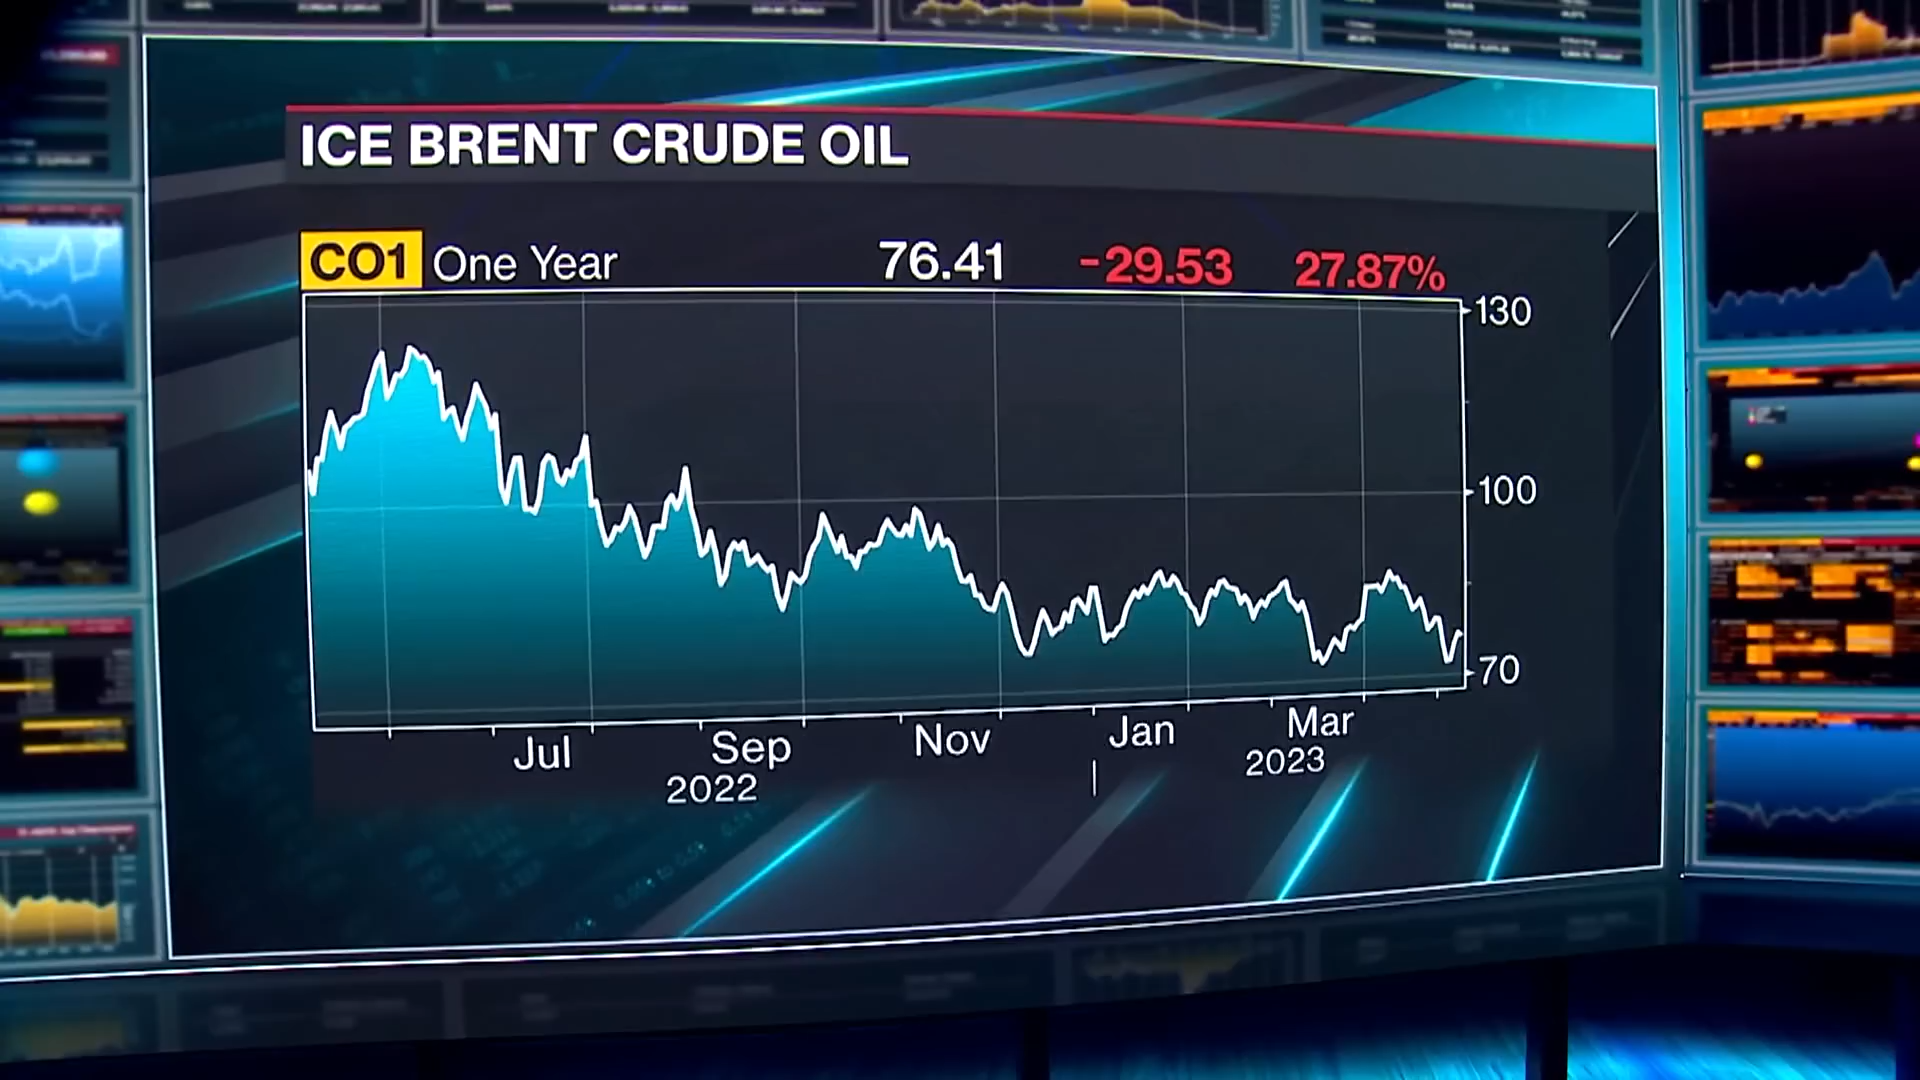 ICE BRENT CRUDE OIL
CO1 One Year 76.41 -29.53 27.87%
130
100
70
Jul Sep Nov Jan Mar
2022 2023